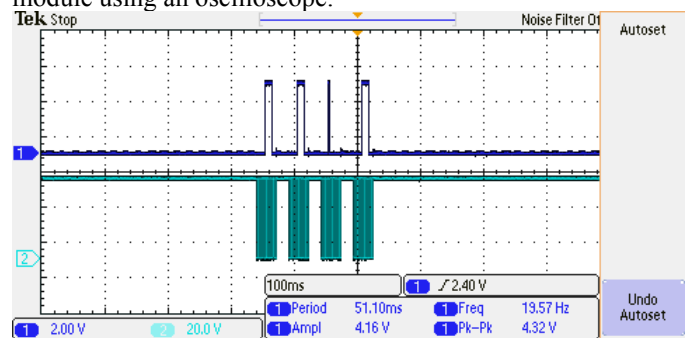 module using an oscilloscope.
Tek Stop
Noise Filter Of
Autoset
1
2
100ms
1 ∫ 2.40 V
1 Period 51.10ms 1 Freq 19.57 Hz
1 Ampl 4.16 V 1 Pk-Pk 4.32 V
1 2.00 V 2 20.0 V
Undo
Autoset